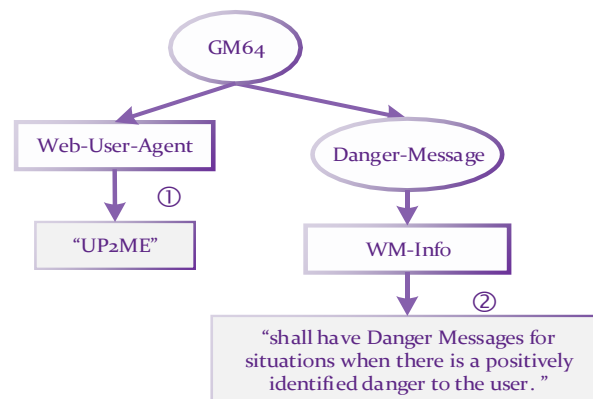 GM64
Web-User-Agent
Danger-Message
①
“UP2ME”
WM-Info
②
“shall have Danger Messages for
situations when there is a positively
identified danger to the user. ”